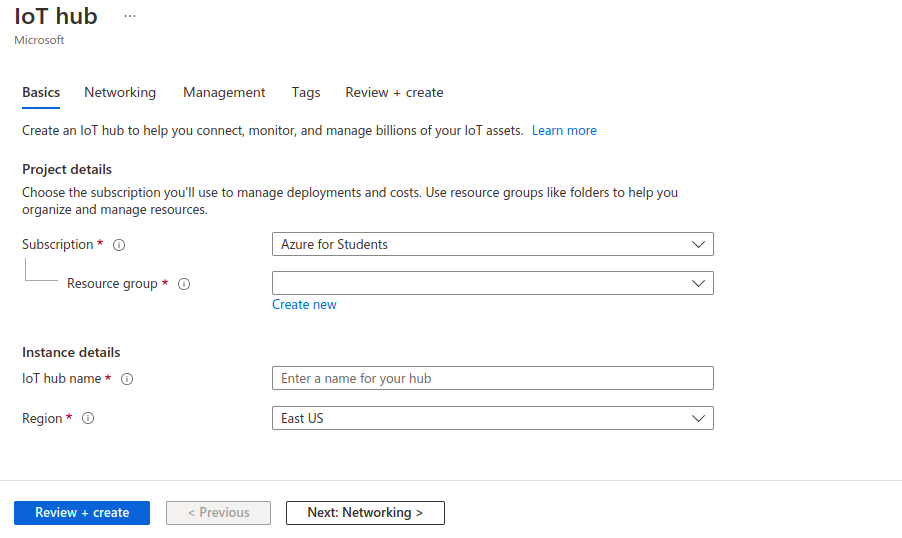 IoT hub ...
Microsoft
Basics Networking Management Tags Review + create
Create an IoT hub to help you connect, monitor, and manage billions of your IoT assets. Learn more
Project details
Choose the subscription you'll use to manage deployments and costs. Use resource groups like folders to help you
organize and manage resources.
Subscription * Azure for Students
Resource group *
Create new
Instance details
IoT hub name * Enter a name for your hub
Region * East US
Review + create < Previous Next: Networking >